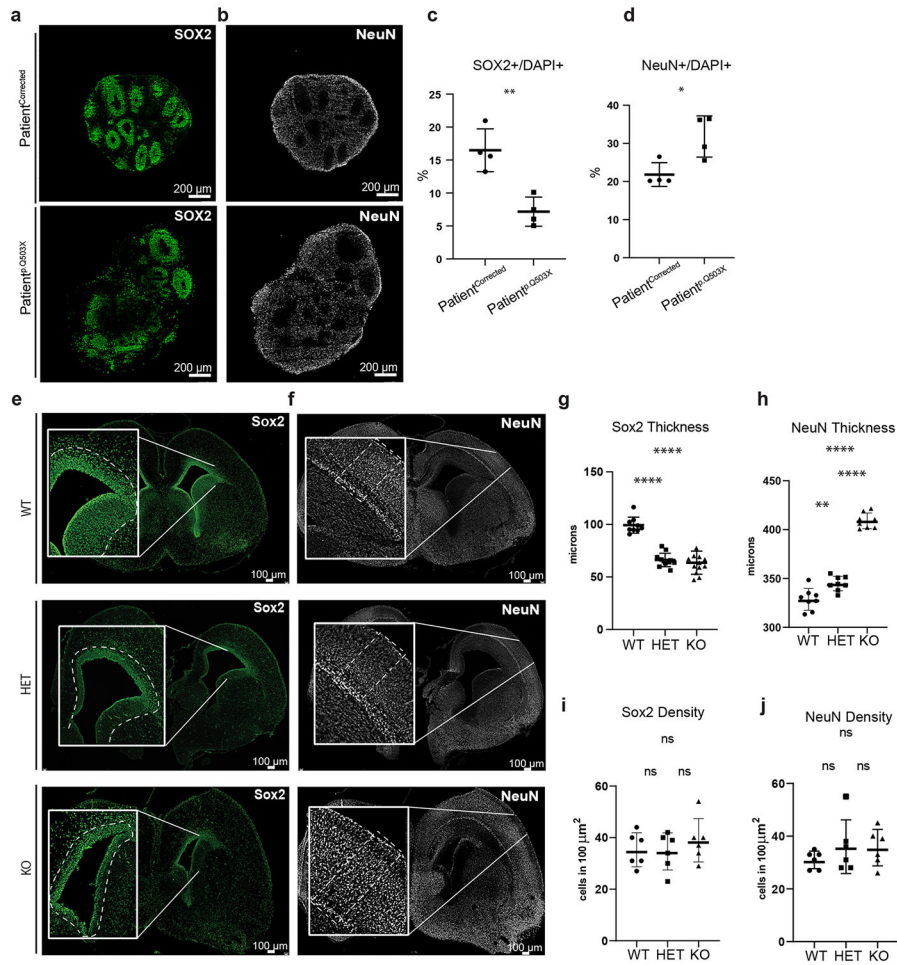 a
b
c
d
SOX2
NeuN
Patient^Corrected
200 µm
200 µm
SOX2
NeuN
Patient^p.Q503X
200 µm
200 µm
SOX2+/DAPI+
**
%
25
20
15
10
5
0
Patient^Corrected
Patient^p.Q503X
NeuN+/DAPI+
*
%
40
30
20
10
0
Patient^Corrected
Patient^p.Q503X
e
f
g
h
Sox2
NeuN
WT
100 µm
100 µm
Sox2
NeuN
HET
100 µm
100 µm
Sox2
NeuN
KO
100 µm
100 µm
Sox2 Thickness
****
****
microns
150
100
50
0
WT HET KO
NeuN Thickness
****
****
**
microns
450
400
350
300
WT HET KO
i
j
Sox2 Density
ns
ns ns
cells in 100µm²
60
40
20
0
WT HET KO
NeuN Density
ns
ns ns
cells in 100µm²
60
40
20
0
WT HET KO